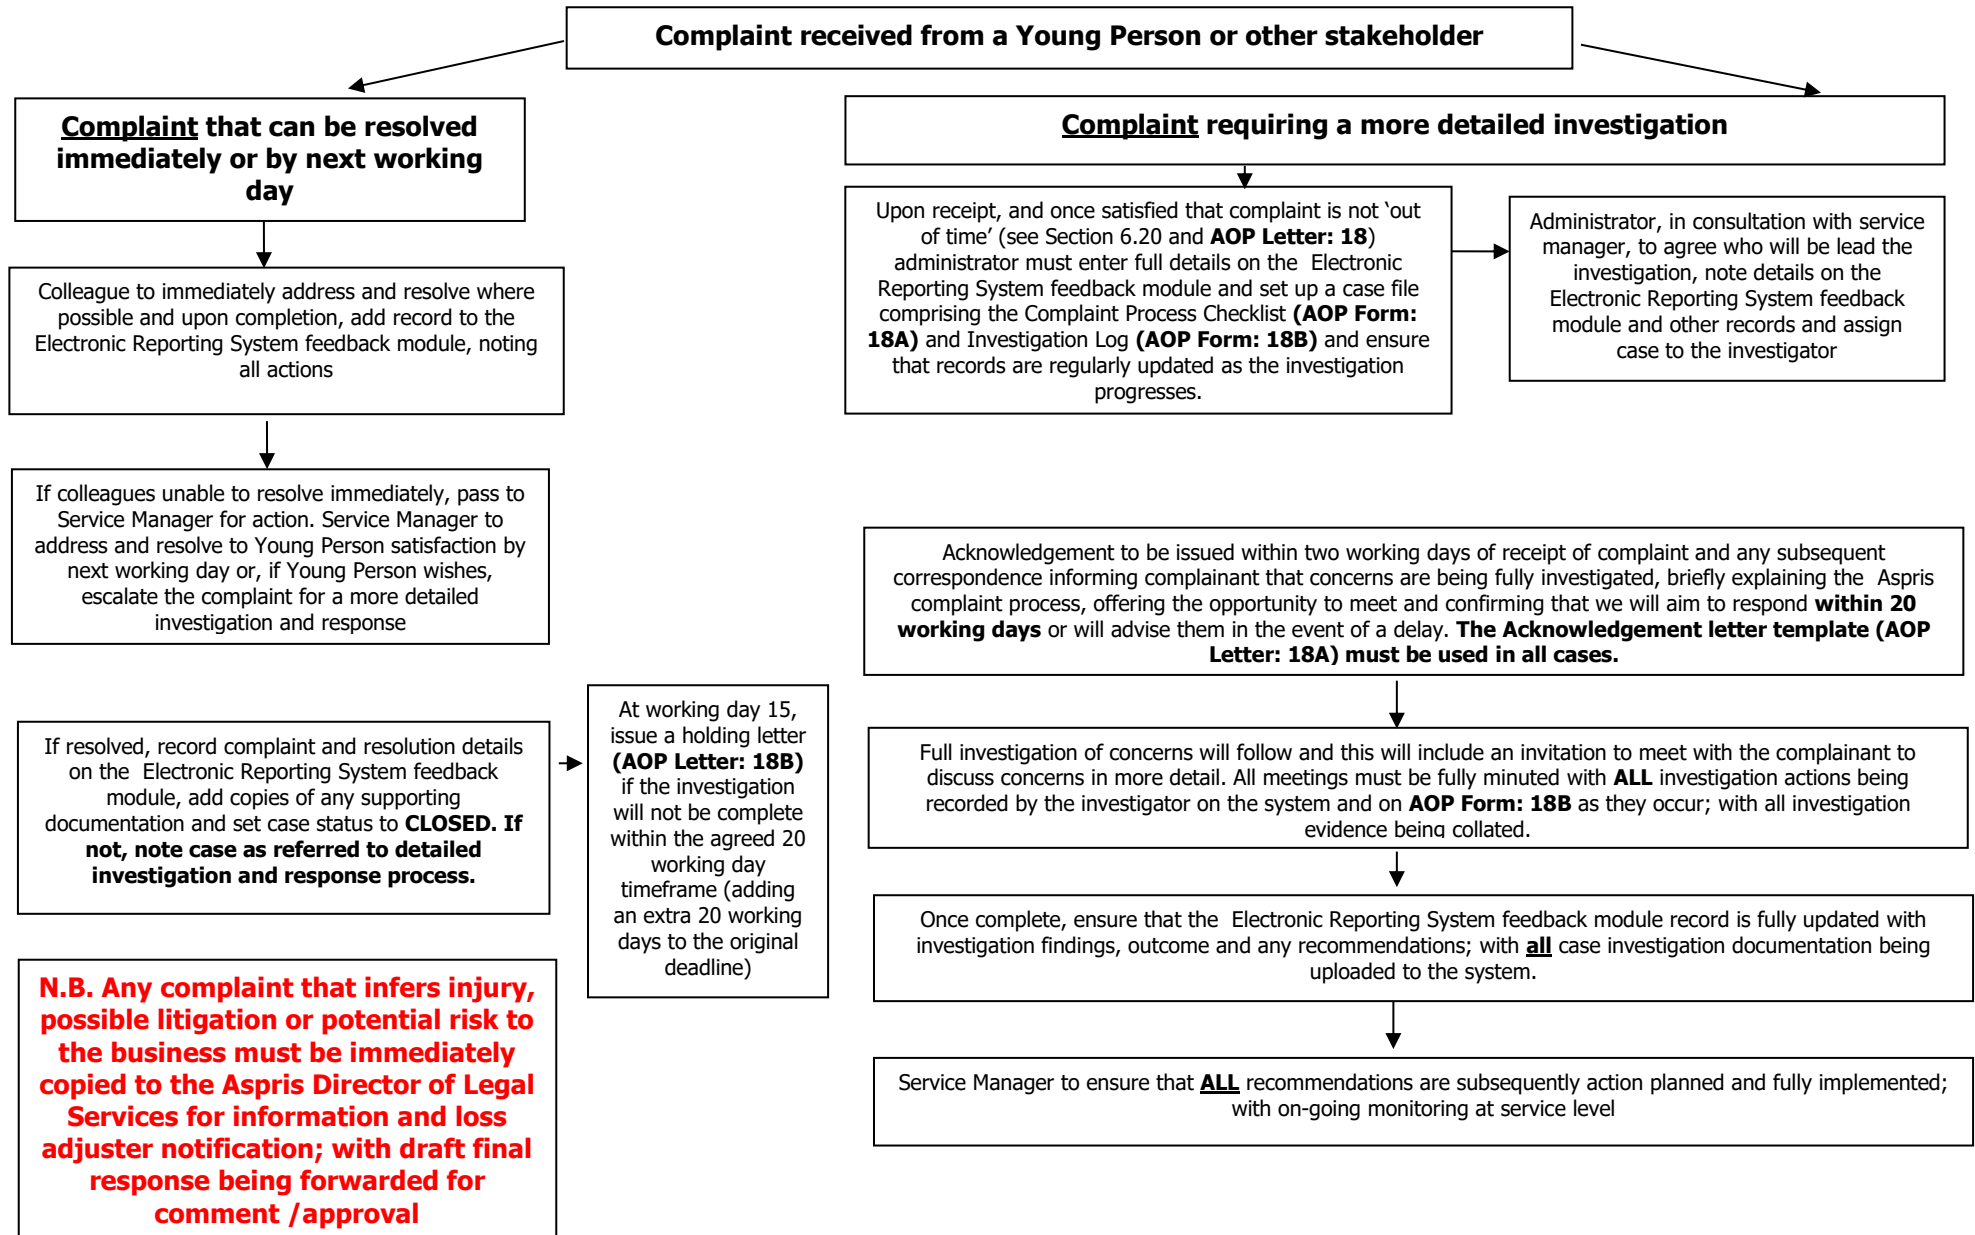 Complaint received from a Young Person or other stakeholder
Complaint that can be resolved
immediately or by next working
day
Complaint requiring a more detailed investigation
Colleague to immediately address and resolve where
possible and upon completion, add record to the
Electronic Reporting System feedback module, noting
all actions
Upon receipt, and once satisfied that complaint is not ‘out
of time’ (see Section 6.20 and AOP Letter: 18)
administrator must enter full details on the Electronic
Reporting System feedback module and set up a case file
comprising the Complaint Process Checklist (AOP Form:
18A) and Investigation Log (AOP Form: 18B) and ensure
that records are regularly updated as the investigation
progresses.
Administrator, in consultation with service
manager, to agree who will be lead the
investigation, note details on the
Electronic Reporting System feedback
module and other records and assign
case to the investigator
If colleagues unable to resolve immediately, pass to
Service Manager for action. Service Manager to
address and resolve to Young Person satisfaction by
next working day or, if Young Person wishes,
escalate the complaint for a more detailed
investigation and response
Acknowledgement to be issued within two working days of receipt of complaint and any subsequent
correspondence informing complainant that concerns are being fully investigated, briefly explaining the Aspris
complaint process, offering the opportunity to meet and confirming that we will aim to respond within 20
working days or will advise them in the event of a delay. The Acknowledgement letter template (AOP
Letter: 18A) must be used in all cases.
If resolved, record complaint and resolution details
on the Electronic Reporting System feedback
module, add copies of any supporting
documentation and set case status to CLOSED. If
not, note case as referred to detailed
investigation and response process.
At working day 15,
issue a holding letter
(AOP Letter: 18B)
if the investigation
will not be complete
within the agreed 20
working day
timeframe (adding
an extra 20 working
days to the original
deadline)
Full investigation of concerns will follow and this will include an invitation to meet with the complainant to
discuss concerns in more detail. All meetings must be fully minuted with ALL investigation actions being
recorded by the investigator on the system and on AOP Form: 18B as they occur; with all investigation
evidence being collated.
Once complete, ensure that the Electronic Reporting System feedback module record is fully updated with
investigation findings, outcome and any recommendations; with all case investigation documentation being
uploaded to the system.
N.B. Any complaint that infers injury,
possible litigation or potential risk to
the business must be immediately
copied to the Aspris Director of Legal
Services for information and loss
adjuster notification; with draft final
response being forwarded for
comment /approval
Service Manager to ensure that ALL recommendations are subsequently action planned and fully implemented;
with on-going monitoring at service level